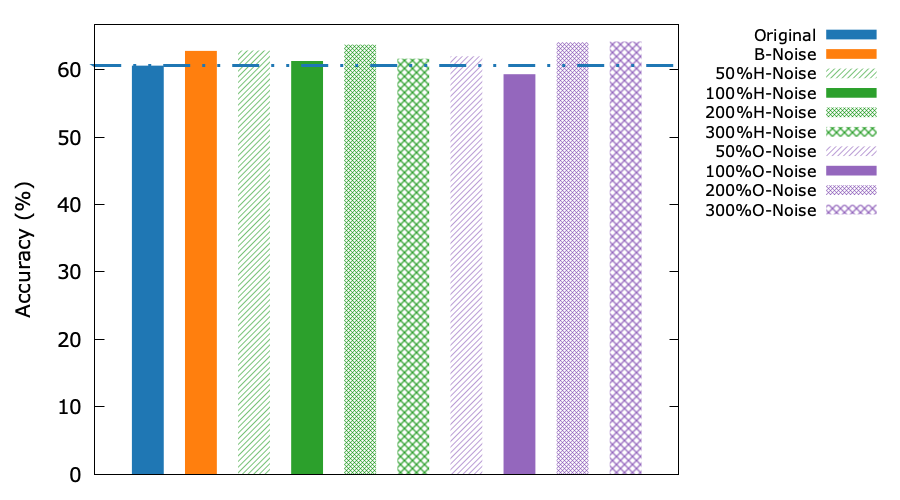 Accuracy (%)
60
50
40
30
20
10
0
Original
B-Noise
50%H-Noise
100%H-Noise
200%H-Noise
300%H-Noise
50%O-Noise
100%O-Noise
200%O-Noise
300%O-Noise